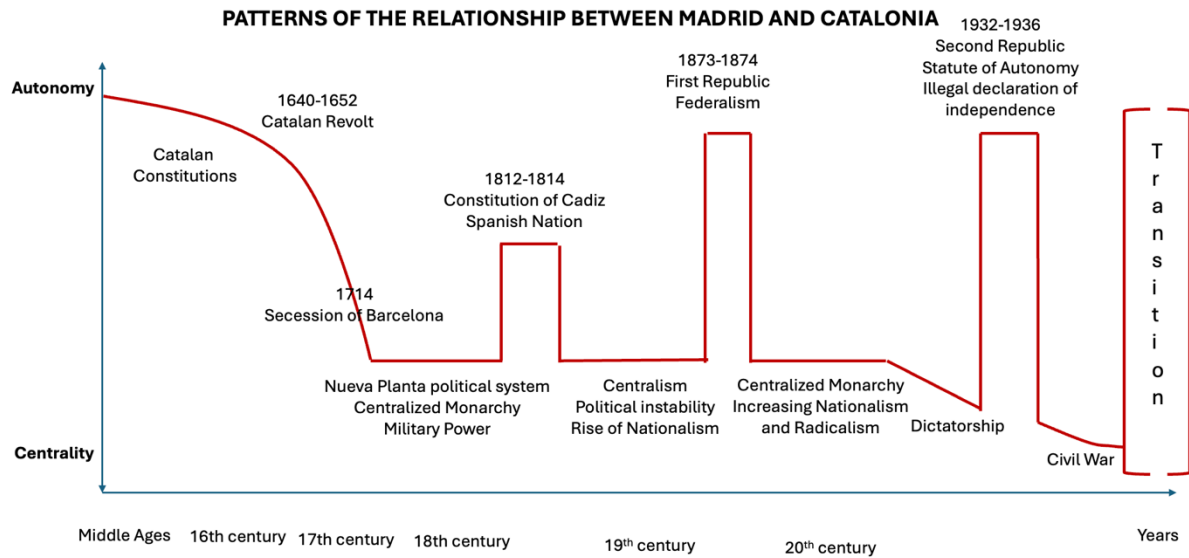 PATTERNS OF THE RELATIONSHIP BETWEEN MADRID AND CATALONIA
Autonomy
Catalan
Constitutions
1640-1652
Catalan Revolt
1714
Secession of Barcelona
Nueva Planta political system
Centralized Monarchy
Military Power
1812-1814
Constitution of Cadiz
Spanish Nation
Centralism
Political instability
Rise of Nationalism
1873-1874
First Republic
Federalism
Centralized Monarchy
Increasing Nationalism
and Radicalism
Dictatorship
1932-1936
Second Republic
Statute of Autonomy
Illegal declaration of
independence
Civil War
T
r
a
n
s
i
t
i
o
n
Centrality
Middle Ages
16th century
17th century
18th century
19th century
20th century
Years